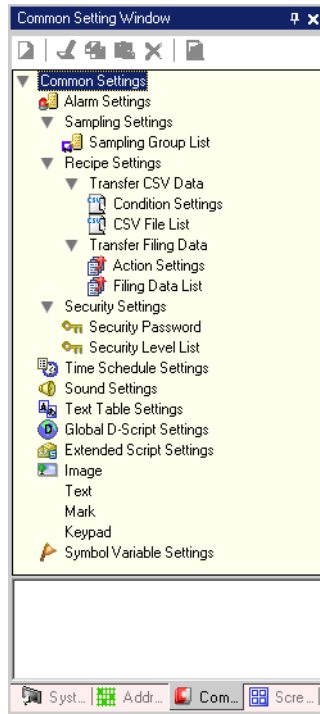 Common Setting Window
Common Settings
Alarm Settings
Sampling Settings
Sampling Group List
Recipe Settings
Transfer CSV Data
Condition Settings
CSV File List
Transfer Filing Data
Action Settings
Filing Data List
Security Settings
Security Password
Security Level List
Time Schedule Settings
Sound Settings
Text Table Settings
Global D-Script Settings
Extended Script Settings
Image
Text
Mark
Keypad
Symbol Variable Settings
Syst... Addr... Com... Scre...